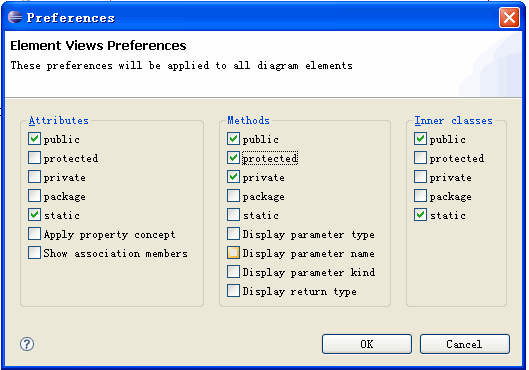 Preferences
Element Views Preferences
These preferences will be applied to all diagram elements
Attributes
public
protected
private
package
static
Apply property concept
Show association members
Methods
public
protected
private
package
static
Display parameter type
Display parameter name
Display parameter kind
Display return type
Inner classes
public
protected
private
package
static
?
OK
Cancel